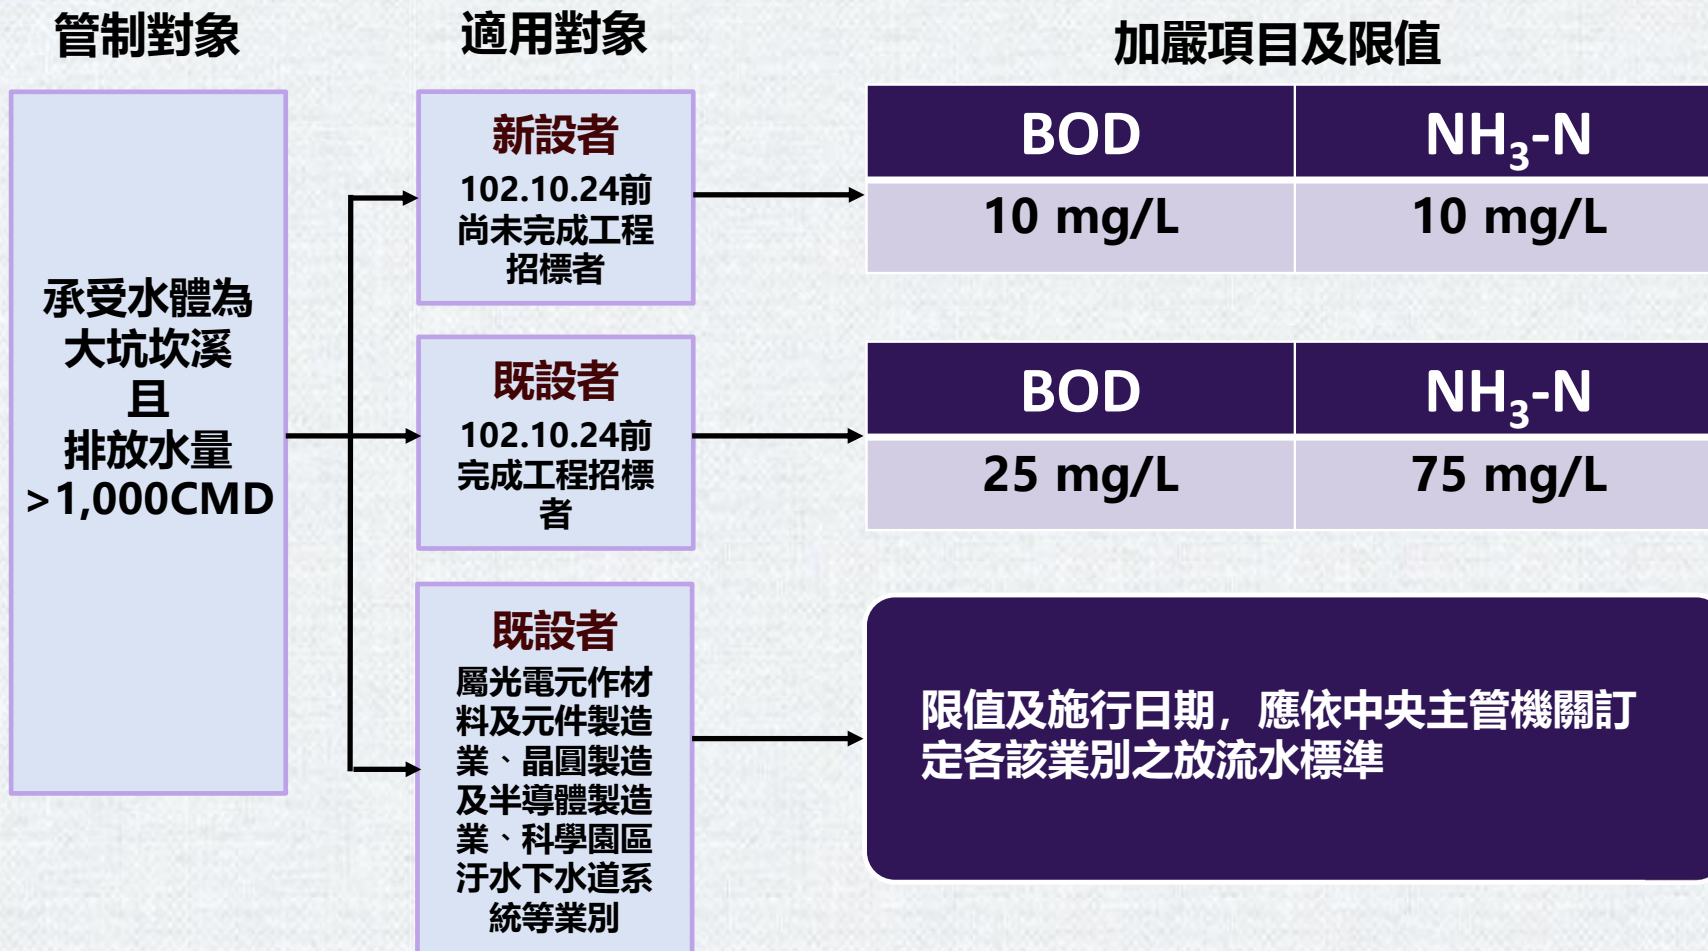 管制對象
適用對象
加嚴項目及限值
承受水體為
大坑坎溪
且
排放水量
>1,000CMD
新設者
102.10.24前
尚未完成工程
招標者
BOD
NH₃-N
10 mg/L
10 mg/L
既設者
102.10.24前
完成工程招標
者
BOD
NH₃-N
25 mg/L
75 mg/L
既設者
屬光電元作材
料及元件製造
業、晶圓製造
及半導體製造
業、科學園區
汙水下水道系
統等業別
限值及施行日期，應依中央主管機關訂
定各該業別之放流水標準